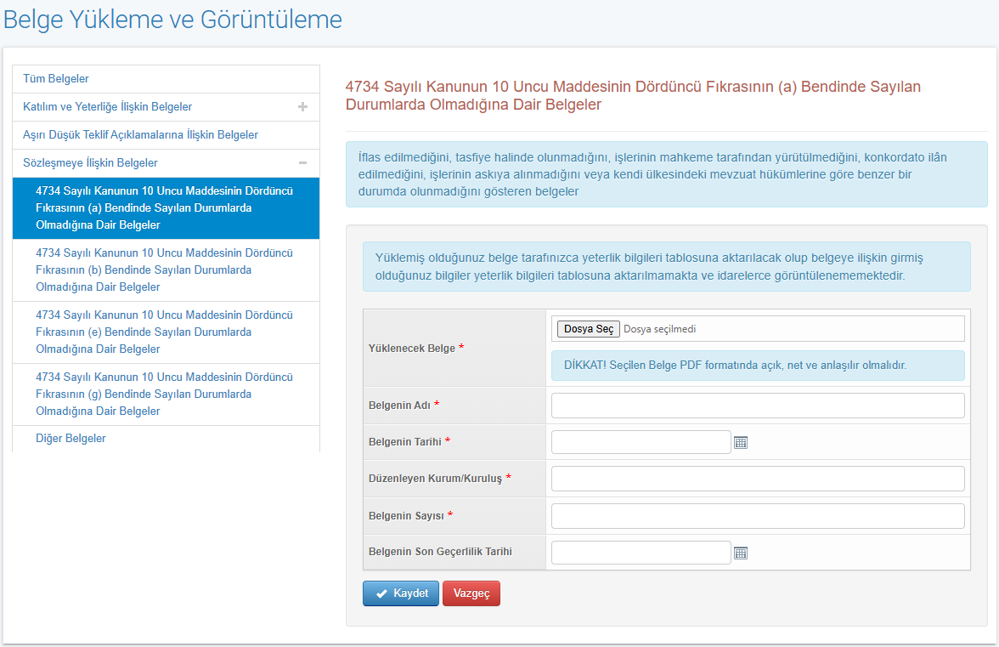 Belge Yükleme ve Görüntüleme
Tüm Belgeler
Katılım ve Yeterliğe İlişkin Belgeler
Aşırı Düşük Teklif Açıklamalarına İlişkin Belgeler
Sözleşmeye İlişkin Belgeler
4734 Sayılı Kanunun 10 Uncu Maddesinin Dördüncü
Fıkrasının (a) Bendinde Sayılan Durumlarda
Olmadığına Dair Belgeler
4734 Sayılı Kanunun 10 Uncu Maddesinin Dördüncü
Fıkrasının (b) Bendinde Sayılan Durumlarda
Olmadığına Dair Belgeler
4734 Sayılı Kanunun 10 Uncu Maddesinin Dördüncü
Fıkrasının (e) Bendinde Sayılan Durumlarda
Olmadığına Dair Belgeler
4734 Sayılı Kanunun 10 Uncu Maddesinin Dördüncü
Fıkrasının (g) Bendinde Sayılan Durumlarda
Olmadığına Dair Belgeler
Diğer Belgeler
4734 Sayılı Kanunun 10 Uncu Maddesinin Dördüncü Fıkrasının (a) Bendinde Sayılan
Durumlarda Olmadığına Dair Belgeler
İflas edilmediğini, tasfiye halinde olunmadığını, işlerinin mahkeme tarafından yürütülmediğini, konkordato ilân
edilmediğini, işlerinin askıya alınmadığını veya kendi ülkesindeki mevzuat hükümlerine göre benzer bir
durumda olunmadığını gösteren belgeler
Yüklemiş olduğunuz belge tarafınızca yeterlik bilgileri tablosuna aktarılacak olup belgeye ilişkin girmiş
olduğunuz bilgiler yeterlik bilgileri tablosuna aktarılmamakta ve idarelerce görüntülenememektedir.
Yüklenecek Belge *
Dosya Seç Dosya seçilmedi
DİKKAT! Seçilen Belge PDF formatında açık, net ve anlaşılır olmalıdır.
Belgenin Adı *
Belgenin Tarihi *
Düzenleyen Kurum/Kuruluş *
Belgenin Sayısı *
Belgenin Son Geçerlilik Tarihi
Kaydet Vazgeç